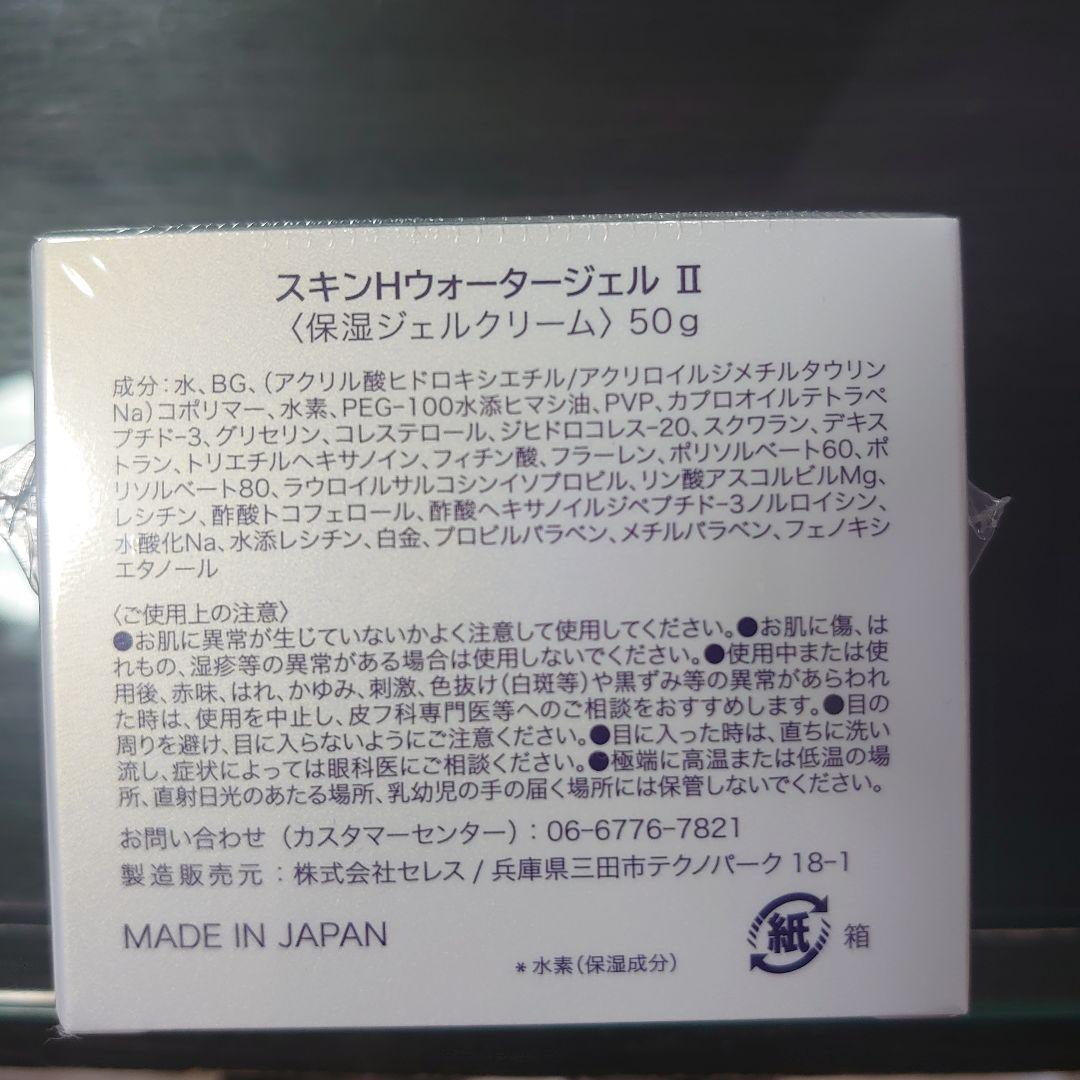 スキンHウォータージェル Ⅱ
〈保湿ジェルクリーム〉50g
成分：水、BG、（アクリル酸ヒドロキシエチル/アクリロイルジメチルタウリン
Na）コポリマー、水素、PEG-100水添ヒマシ油、PVP、カプロオイルテトラペ
プチド-3、グリセリン、コレステロール、ジヒドロコレス-20、スクワラン、デキス
トラン、トリエチルヘキサノイン、フィチン酸、フラーレン、ポリソルベート60、ポ
リソルベート80、ラウロイルサルコシンイソプロピル、リン酸アスコルビルMg、
レシチン、酢酸トコフェロール、酢酸ヘキサノイルジペプチド-3ノルロイシン、
水酸化Na、水添レシチン、白金、プロピルパラベン、メチルパラベン、フェノキシ
エタノール
〈ご使用上の注意〉
●お肌に異常が生じていないかよく注意して使用してください。●お肌に傷、は
れもの、湿疹等の異常がある場合は使用しないでください。●使用中または使
用後、赤味、はれ、かゆみ、刺激、色抜け（白斑等）や黒ずみ等の異常があらわれ
た時は、使用を中止し、皮フ科専門医等へのご相談をおすすめします。●目の
周りを避け、目に入らないようにご注意ください。●目に入った時は、直ちに洗い
流し、症状によっては眼科医にご相談ください。●極端に高温または低温の場
所、直射日光のあたる場所、乳幼児の手の届く場所には保管しないでください。
お問い合わせ（カスタマーセンター）：06-6776-7821
製造販売元：株式会社セレス / 兵庫県三田市テクノパーク 18-1
MADE IN JAPAN
紙 箱
＊水素（保湿成分）